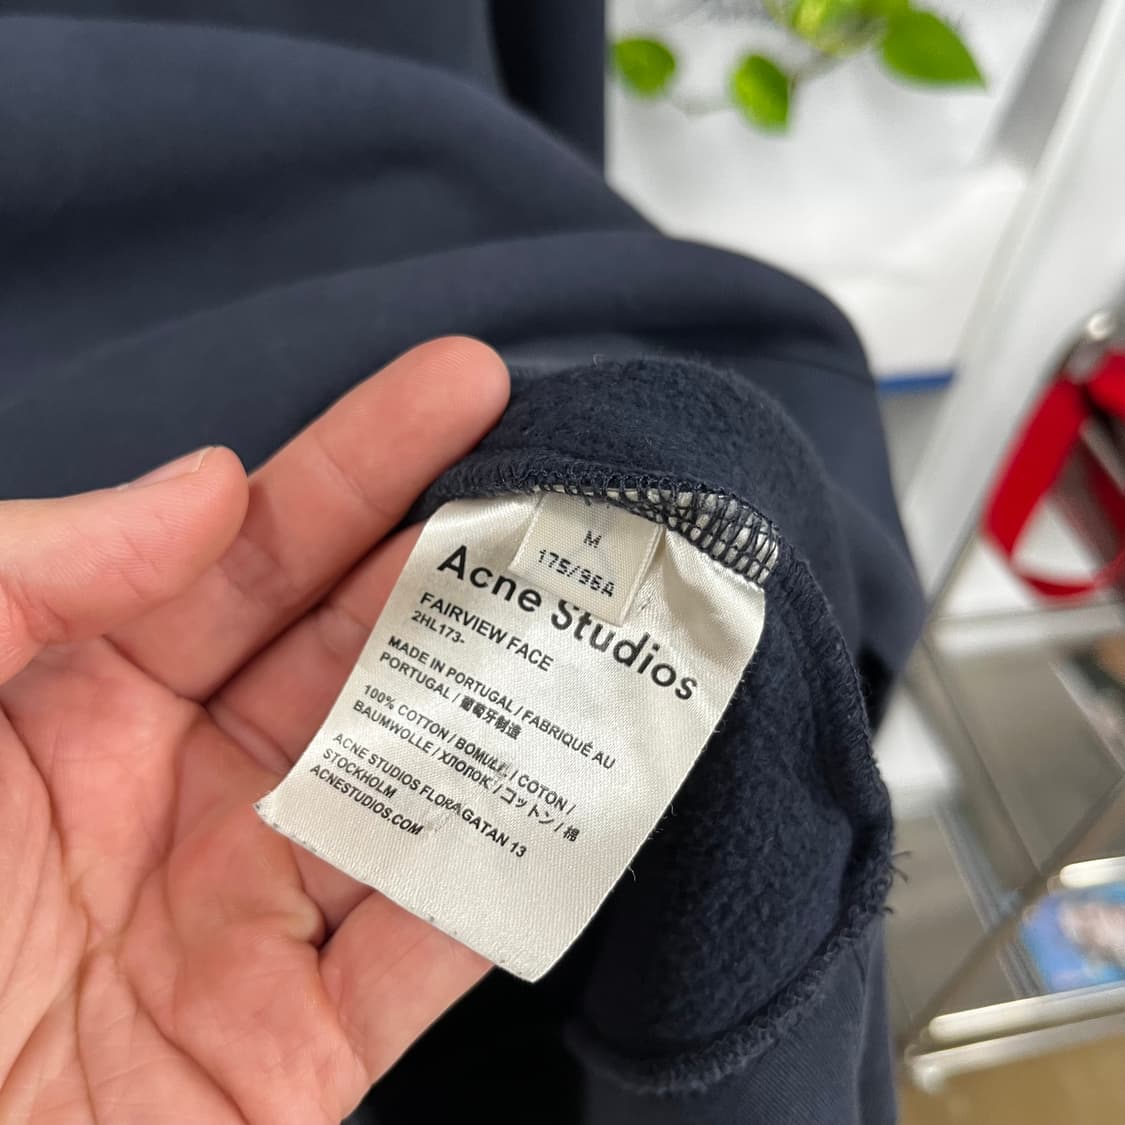 M
175/96A
Acne Studios
FAIRVIEW FACE
2HL173-
MADE IN PORTUGAL / FABRIQUÉ AU
PORTUGAL / 葡萄牙制造
100% COTTON / BOMULL / COTON /
BAUMWOLLE / ХЛОПОК / コットン / 棉
ACNE STUDIOS FLORAGATAN 13
STOCKHOLM
ACNESTUDIOS.COM